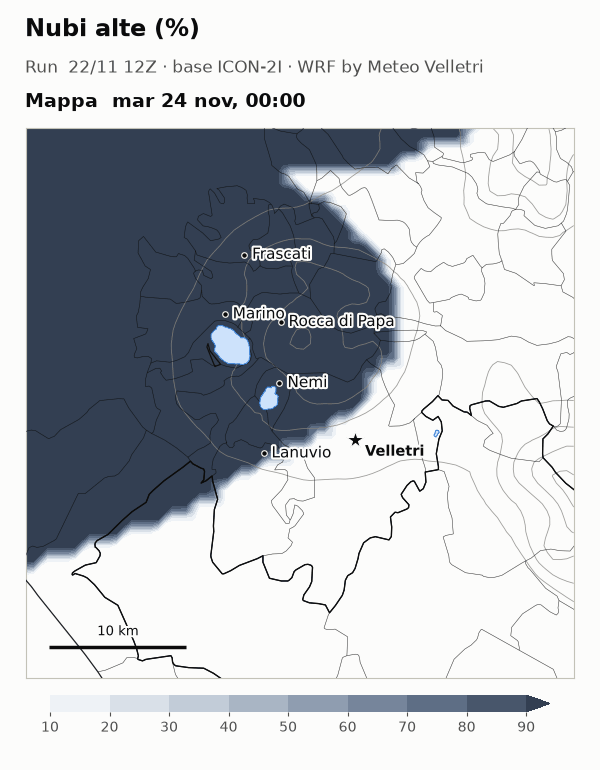 Nubi alte (%)
Run 22/11 12Z · base ICON-2I · WRF by Meteo Velletri
Mappa mar 24 nov, 00:00
Frascati
Marino
Rocca di Papa
Nemi
Velletri
Lanuvio
10 km
10 20 30 40 50 60 70 80 90